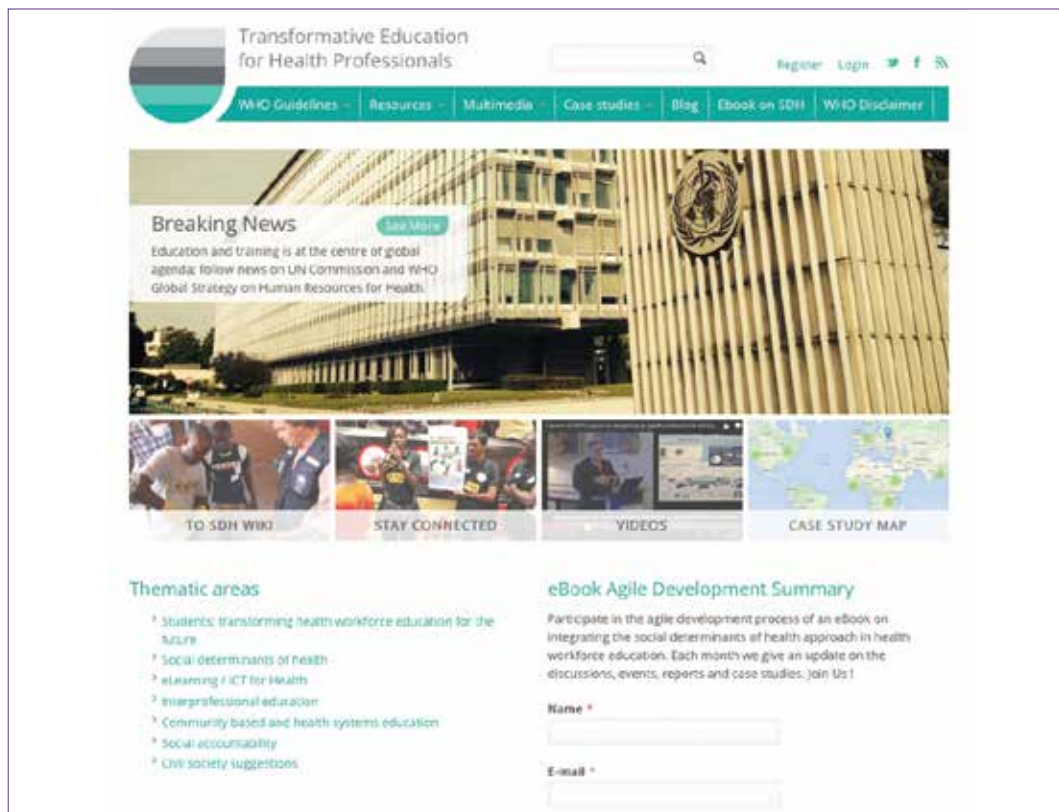 Transformative Education
for Health Professionals
Register Login
WHO Guidelines Resources Multimedia Case studies Blog Ebook on SDH WHO Disclaimer
Breaking News
See More
Education and training is at the centre of global
agenda: follow news on UN Commission and WHO
Global Strategy on Human Resources for Health.
TO SDH WIKI
STAY CONNECTED
VIDEOS
CASE STUDY MAP
Thematic areas
Students: transforming health workforce education for the
future
Social determinants of health
eLearning / ICT for Health
Interprofessional education
Community based and health systems education
Social accountability
Civil society suggestions
eBook Agile Development Summary
Participate in the agile development process of an eBook on
integrating the social determinants of health approach in health
workforce education. Each month we give an update on the
discussions, events, reports and case studies. Join Us !
Name *
E-mail *